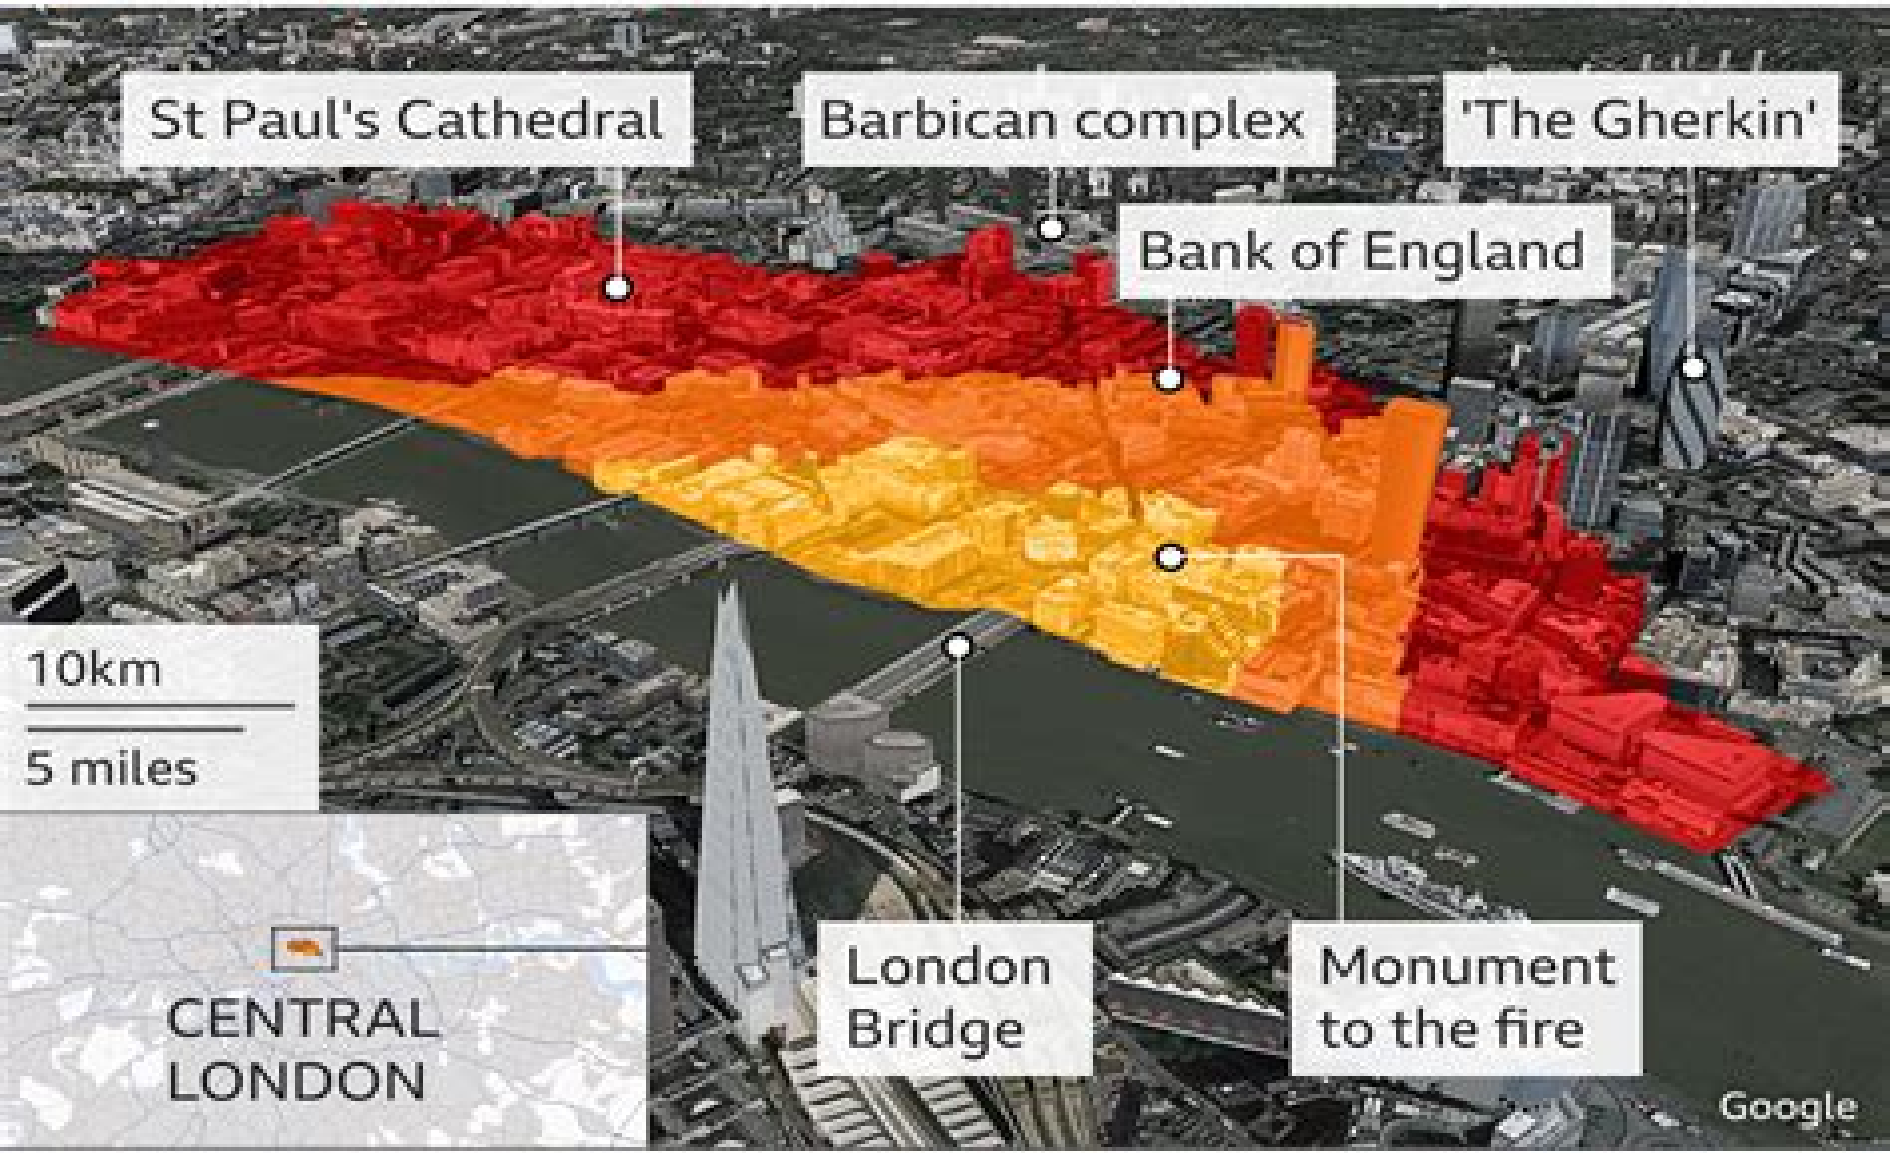 St Paul's Cathedral
Barbican complex
'The Gherkin'
Bank of England
10km
5 miles
CENTRAL
LONDON
London
Bridge
Monument
to the fire
Google